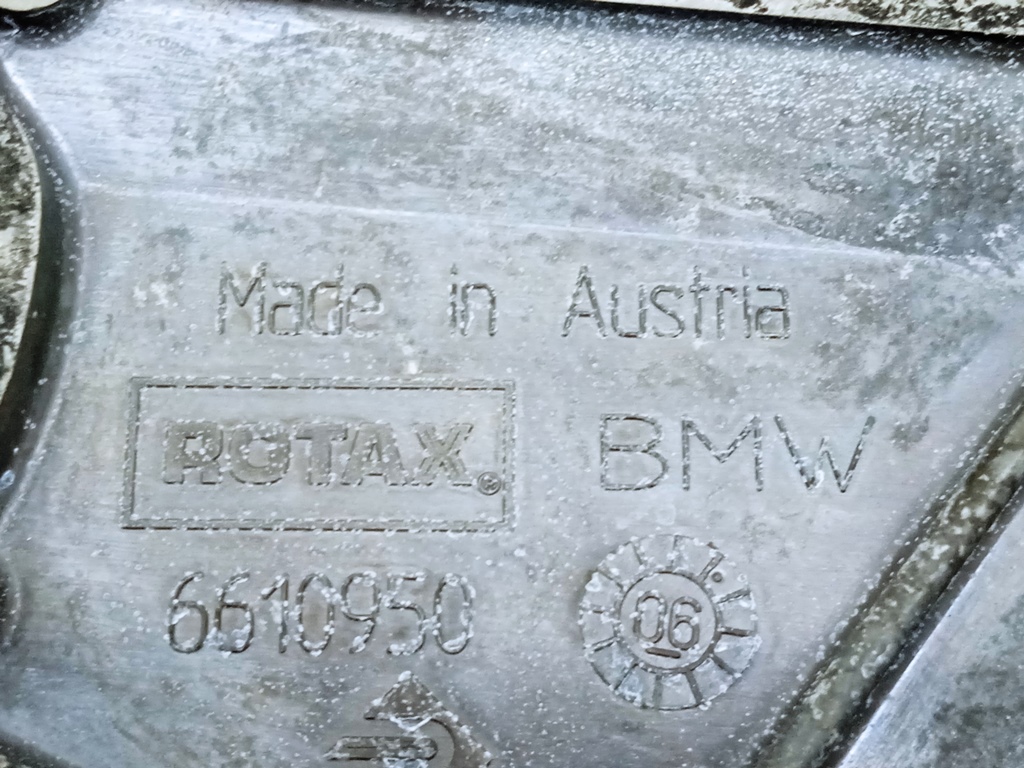 Made in Austria
ROTAX® BMW
6610950
06